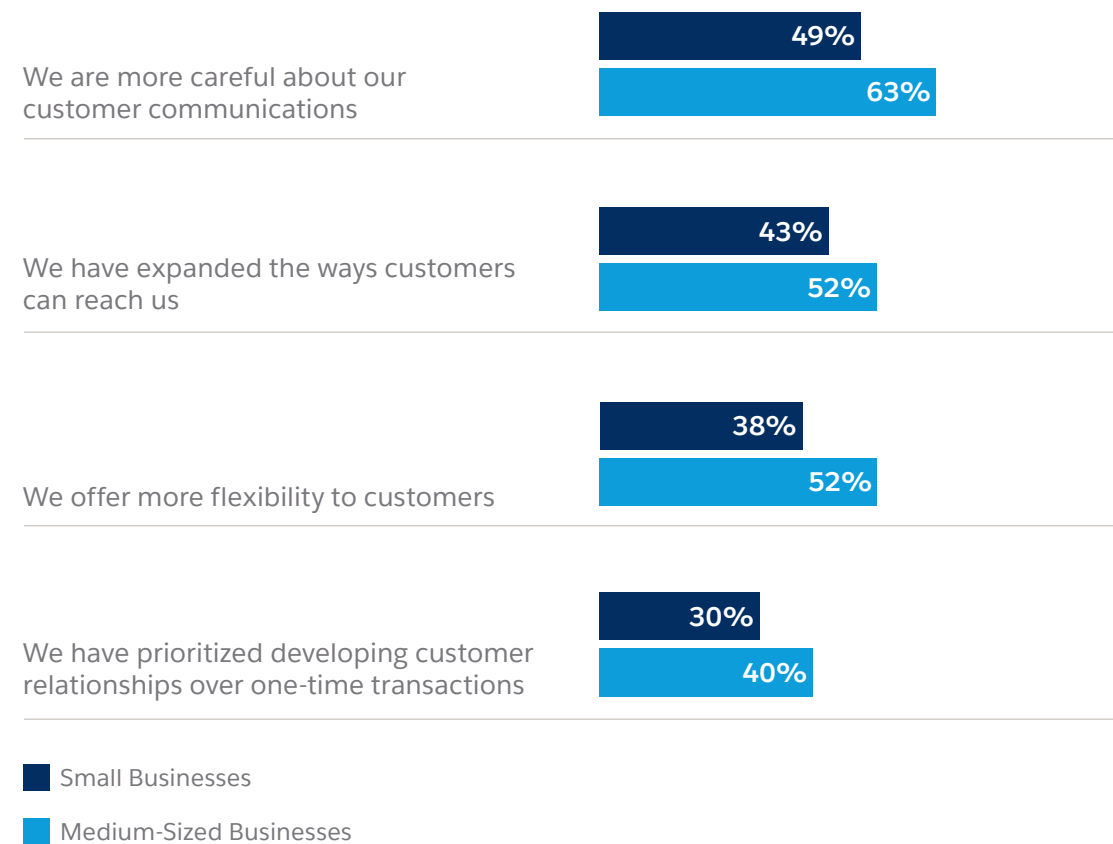 49%
We are more careful about our
customer communications
63%
43%
We have expanded the ways customers
can reach us
52%
38%
52%
We offer more flexibility to customers
30%
We have prioritized developing customer
relationships over one-time transactions
40%
Small Businesses
Medium-Sized Businesses